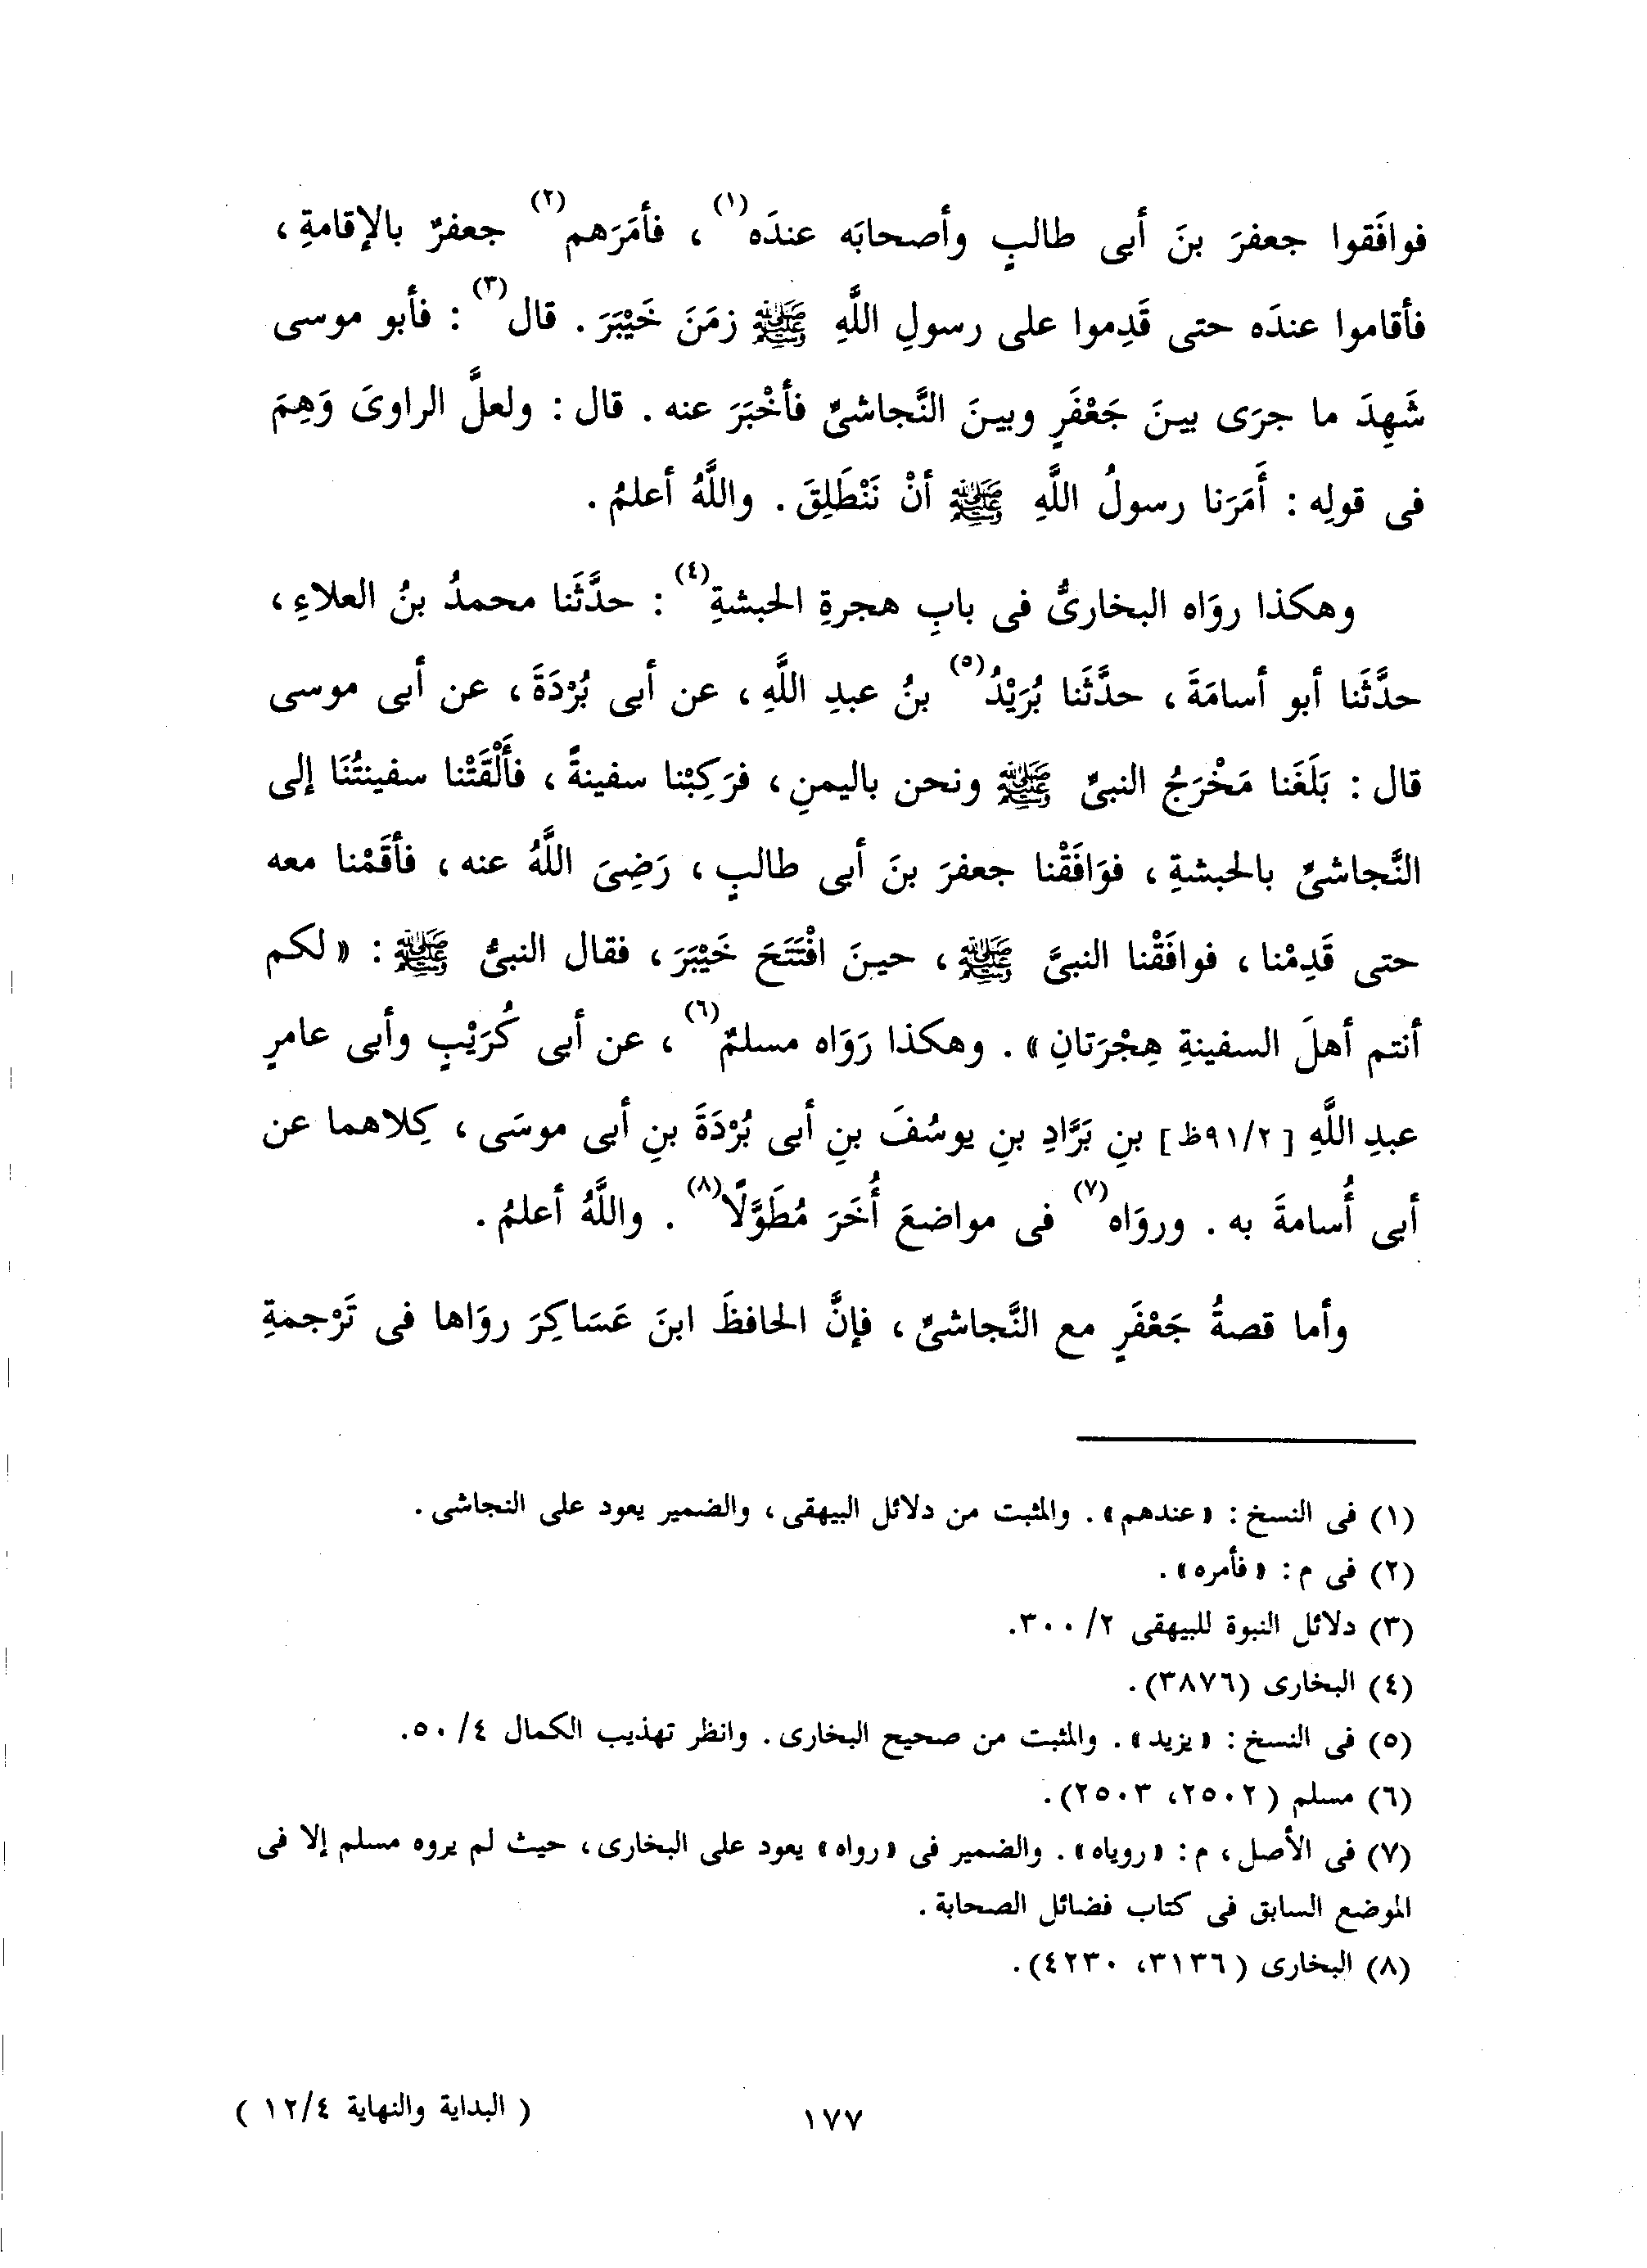 فوافَقوا جعفرَ بنَ أبى طالبٍ وأصحابَه عندَه(١) ، فأمَرَهم(٢) جعفرٌ بالإقامةِ ،
فأقاموا عندَه حتى قَدِموا على رسولِ اللَّهِ ﷺ زمَنَ خَيْبَرَ . قال(٣) : فأبو موسى
شَهِدَ ما جرَى بينَ جَعْفَرٍ وبينَ النَّجاشىِّ فأخْبَرَ عنه . قال : ولعلَّ الراوىَ وَهِمَ
فى قولِه : أَمَرَنا رسولُ اللَّهِ ﷺ أنْ نَنْطَلِقَ . واللَّهُ أعلمُ .
وهكذا روَاه البخارىُّ فى بابِ هجرةِ الحبشةِ(٤) : حدَّثَنا محمدُ بنُ العلاءِ ،
حدَّثَنا أبو أسامَةَ ، حدَّثَنا بُرَيْدُ(٥) بنُ عبدِ اللَّهِ ، عن أبى بُرْدَةَ ، عن أبى موسى
قال : بَلَغَنا مَخْرَجُ النبىِّ ﷺ ونحن باليمنِ ، فرَكِبْنا سفينةً ، فأَلْقَتْنا سفينتُنَا إلى
النَّجاشىِّ بالحبشةِ ، فوَافَقْنا جعفرَ بنَ أبى طالبٍ ، رَضِىَ اللَّهُ عنه ، فأقَمْنا معه
حتى قَدِمْنا ، فوافَقْنا النبىَّ ﷺ ، حينَ افْتَتَحَ خَيْبَرَ ، فقال النبىُّ ﷺ : « لكم
أنتم أهلَ السفينةِ هِجْرَتانِ » . وهكذا رَوَاه مسلمٌ(٦) ، عن أبى كُرَيْبٍ وأبى عامرٍ
عبدِ اللَّهِ [ ٩١/٢ظ ] بنِ بَرَّادِ بنِ يوسُفَ بنِ أبى بُرْدَةَ بنِ أبى موسَى ، كِلاهما عن
أبى أُسامةَ به . وروَاه(٧) فى مواضعَ أُخَرَ مُطَوَّلًا(٨) . واللَّهُ أعلمُ .
وأما قصةُ جَعْفَرٍ مع النَّجاشىِّ ، فإنَّ الحافظَ ابنَ عَسَاكِرَ روَاها فى تَرْجمةِ
(١) فى النسخ : « عندهم » . والمثبت من دلائل البيهقى ، والضمير يعود على النجاشى .
(٢) فى م : « فأمره » .
(٣) دلائل النبوة للبيهقى ٢/ ٣٠٠.
(٤) البخارى (٣٨٧٦) .
(٥) فى النسخ : « يزيد » . والمثبت من صحيح البخارى . وانظر تهذيب الكمال ٤/ ٥٠.
(٦) مسلم (٢٥٠٢، ٢٥٠٣) .
(٧) فى الأصل ، م : « روياه » . والضمير فى « رواه » يعود على البخارى ، حيث لم يروه مسلم إلا فى
الموضع السابق فى كتاب فضائل الصحابة .
(٨) البخارى (٣١٣٦، ٤٢٣٠) .
١٧٧
( البداية والنهاية ١٢/٤ )